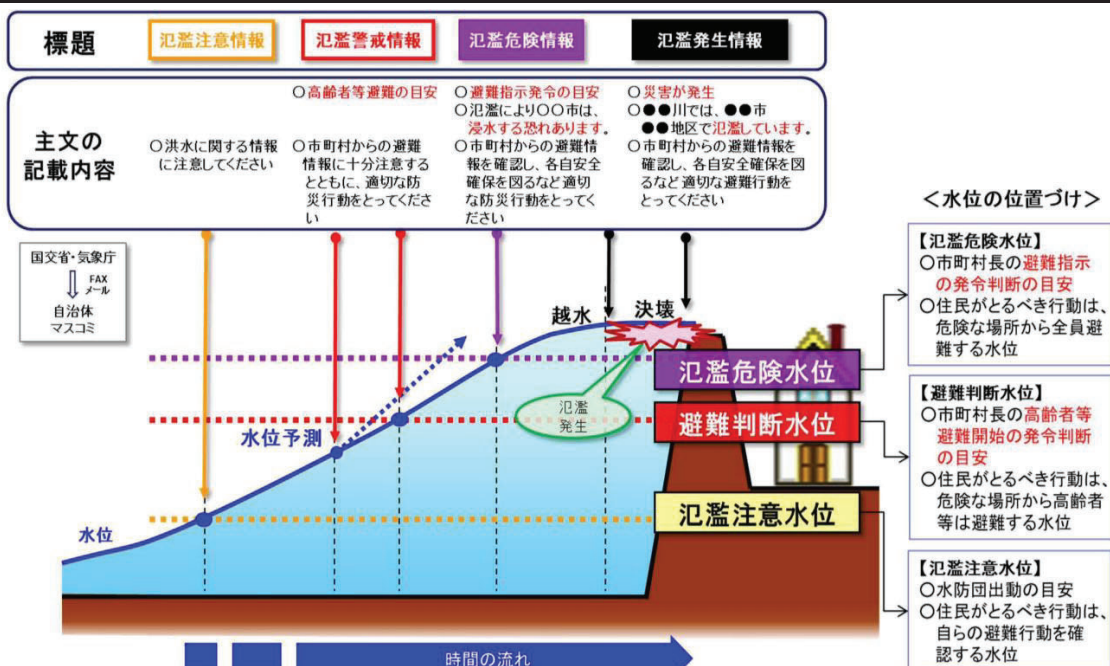 標題
氾濫注意情報
氾濫警戒情報
氾濫危険情報
氾濫発生情報
主文の
記載内容
○洪水に関する情報
に注意してください
○高齢者等避難の目安
○市町村からの避難
情報に十分注意する
とともに、適切な防
災行動をとってくださ
い
○避難指示発令の目安
○氾濫により○○市は、
浸水する恐れあります。
○市町村からの避難情
報を確認し、各自安全
確保を図るなど適切
な防災行動をとってく
ださい
○災害が発生
○●●川では、●●市
●●地区で氾濫しています。
○市町村からの避難情報を
確認し、各自安全確保を図
るなど適切な避難行動を
とってください
国交省・気象庁
FAX
メール
自治体
マスコミ
越水
決壊
氾濫
発生
水位予測
水位
氾濫危険水位
避難判断水位
氾濫注意水位
時間の流れ
＜水位の位置づけ＞
【氾濫危険水位】
○市町村長の避難指示
の発令判断の目安
○住民がとるべき行動は、
危険な場所から全員避
難する水位
【避難判断水位】
○市町村長の高齢者等
避難開始の発令判断
の目安
○住民がとるべき行動は、
危険な場所から高齢者
等は避難する水位
【氾濫注意水位】
○水防団出動の目安
○住民がとるべき行動は、
自らの避難行動を確
認する水位